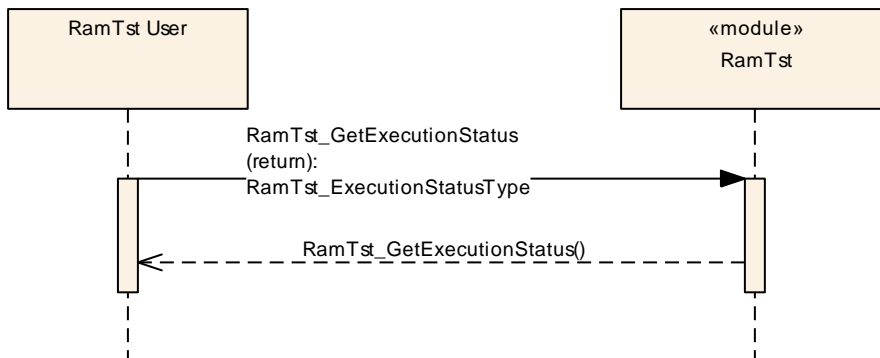 RamTst User
«module»
RamTst
RamTst_GetExecutionStatus
(return):
RamTst_ExecutionStatusType
RamTst_GetExecutionStatus()